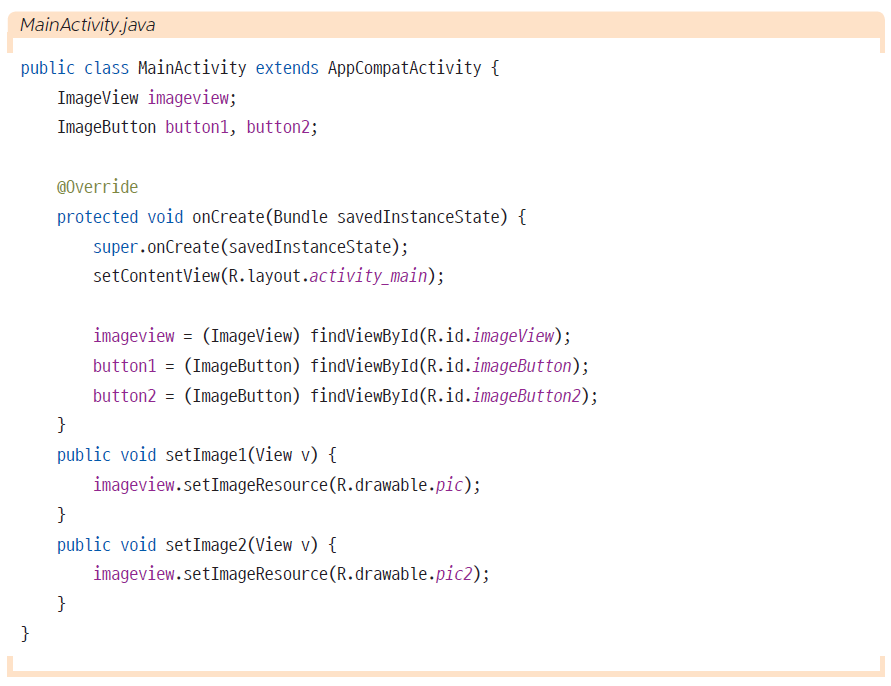 MainActivity.java
public class MainActivity extends AppCompatActivity {
    ImageView imageview;
    ImageButton button1, button2;
    @Override
    protected void onCreate(Bundle savedInstanceState) {
        super.onCreate(savedInstanceState);
        setContentView(R.layout.activity_main);
        imageview = (ImageView) findViewById(R.id.imageView);
        button1 = (ImageButton) findViewById(R.id.imageButton);
        button2 = (ImageButton) findViewById(R.id.imageButton2);
    }
    public void setImage1(View v) {
        imageview.setImageResource(R.drawable.pic);
    }
    public void setImage2(View v) {
        imageview.setImageResource(R.drawable.pic2);
    }
}